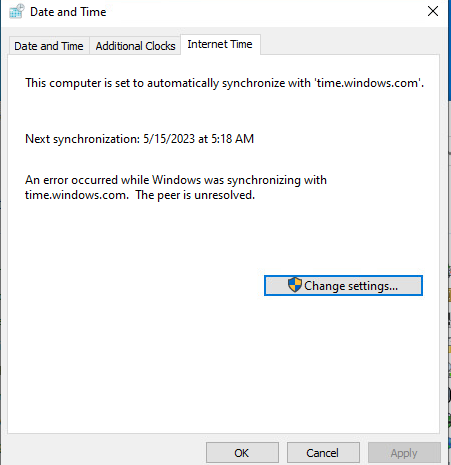 Date and Time
Date and Time Additional Clocks Internet Time
This computer is set to automatically synchronize with 'time.windows.com'.
Next synchronization: 5/15/2023 at 5:18 AM
An error occurred while Windows was synchronizing with
time.windows.com. The peer is unresolved.
Change settings...
OK Cancel Apply